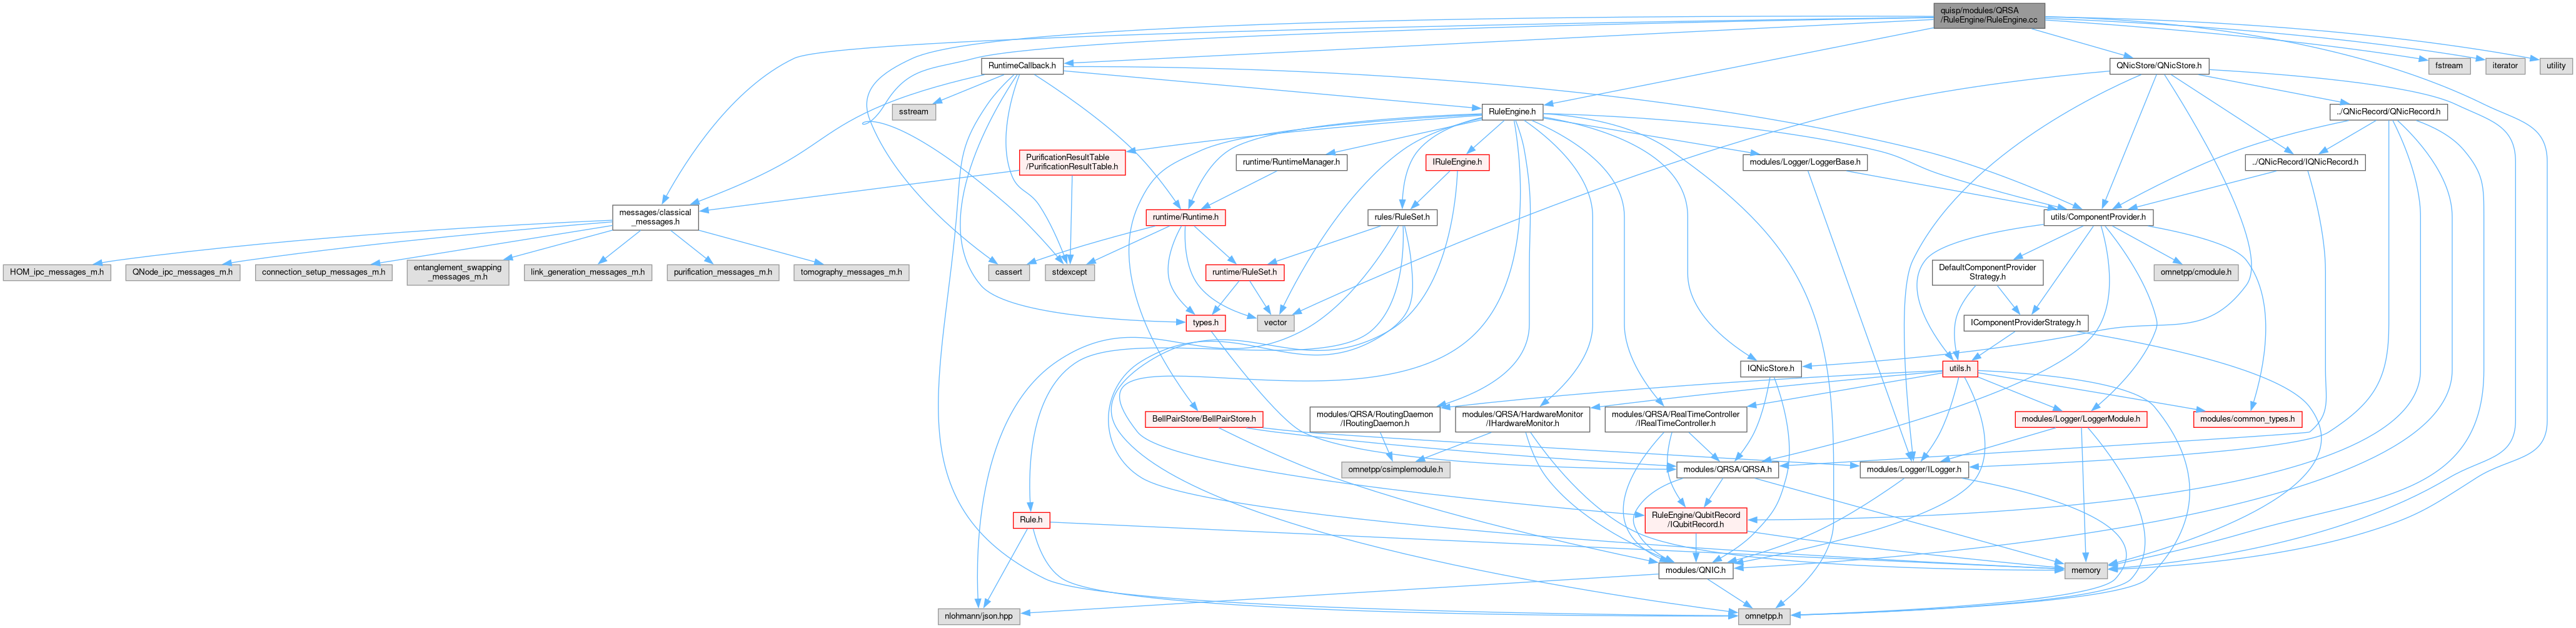 quisp/modules/QRSA
/RuleEngine/RuleEngine.cc
RuntimeCallback.h
QNicStore/QNicStore.h
fstream
iterator
utility
sstream
RuleEngine.h
../QNicRecord/QNicRecord.h
PurificationResultTable
/PurificationResultTable.h
runtime/RuntimeManager.h
IRuleEngine.h
modules/Logger/LoggerBase.h
../QNicRecord/IQNicRecord.h
messages/classical
_messages.h
runtime/Runtime.h
rules/RuleSet.h
utils/ComponentProvider.h
HOM_ipc_messages_m.h
QNode_ipc_messages_m.h
connection_setup_messages_m.h
entanglement_swapping
_messages_m.h
link_generation_messages_m.h
purification_messages_m.h
tomography_messages_m.h
cassert
stdexcept
runtime/RuleSet.h
DefaultComponentProvider
Strategy.h
omnetpp/cmodule.h
types.h
vector
IComponentProviderStrategy.h
IQNicStore.h
utils.h
BellPairStore/BellPairStore.h
modules/QRSA/RoutingDaemon
/IRoutingDaemon.h
modules/QRSA/HardwareMonitor
/IHardwareMonitor.h
modules/QRSA/RealTimeController
/IRealTimeController.h
modules/Logger/LoggerModule.h
modules/common_types.h
omnetpp/csimplemodule.h
modules/QRSA/QRSA.h
modules/Logger/ILogger.h
Rule.h
RuleEngine/QubitRecord
/IQubitRecord.h
modules/QNIC.h
memory
nlohmann/json.hpp
omnetpp.h